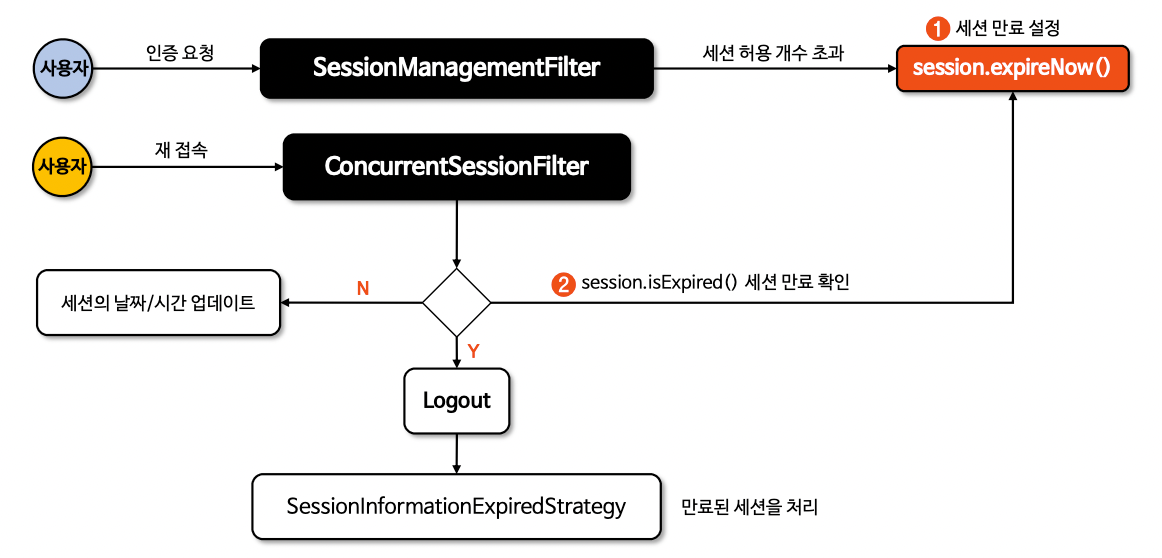 ❶ 세션 만료 설정
사용자
인증 요청
SessionManagementFilter
세션 허용 개수 초과
session.expireNow()
사용자
재 접속
ConcurrentSessionFilter
세션의 날짜/시간 업데이트
N
❷ session.isExpired() 세션 만료 확인
Y
Logout
SessionInformationExpiredStrategy
만료된 세션을 처리